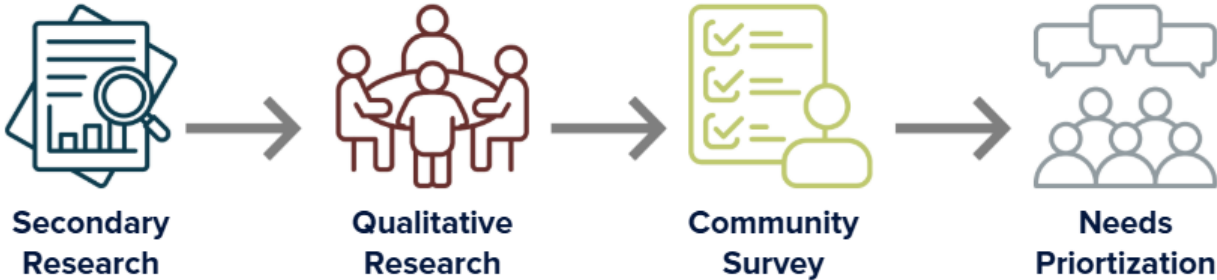 Secondary
Research
Qualitative
Research
Community
Survey
Needs
Priortization